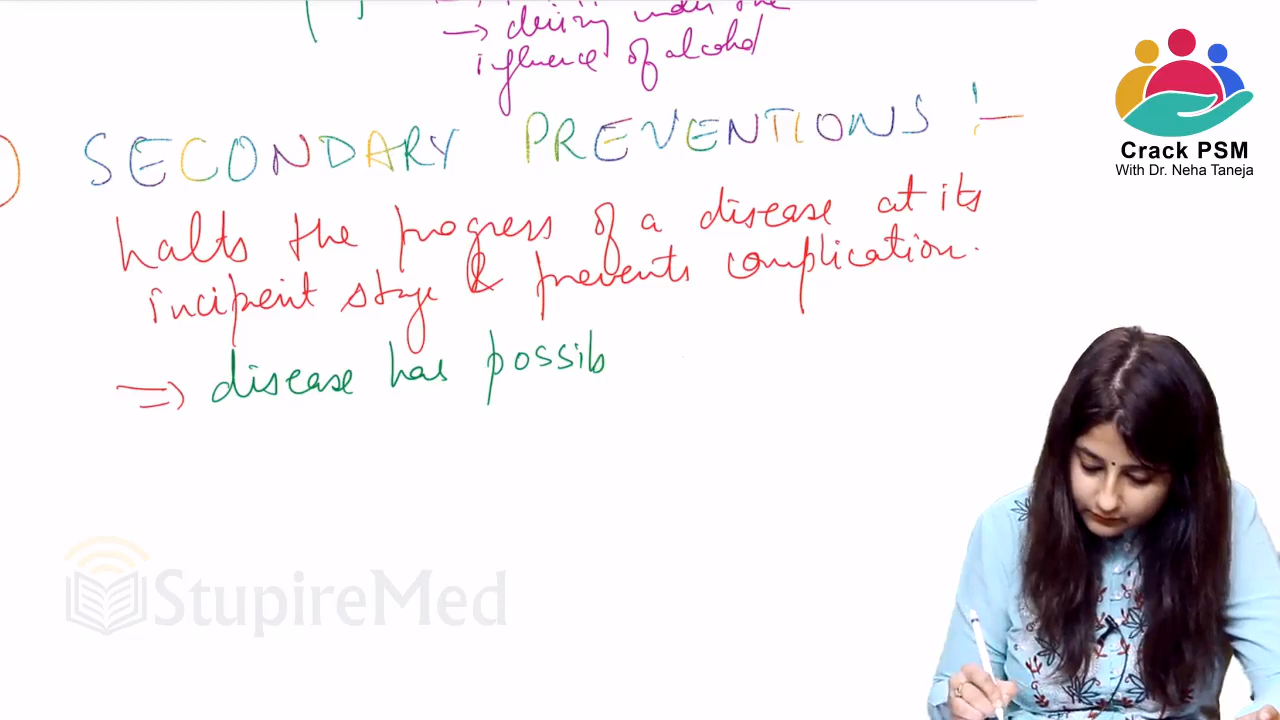 → driving under the
influence of alcohol
SECONDARY PREVENTIONS :-
halts the progress of a disease at its
incipient stage & prevents complication.
⇒ disease has possib
Crack PSM
With Dr. Neha Taneja
StupireMed